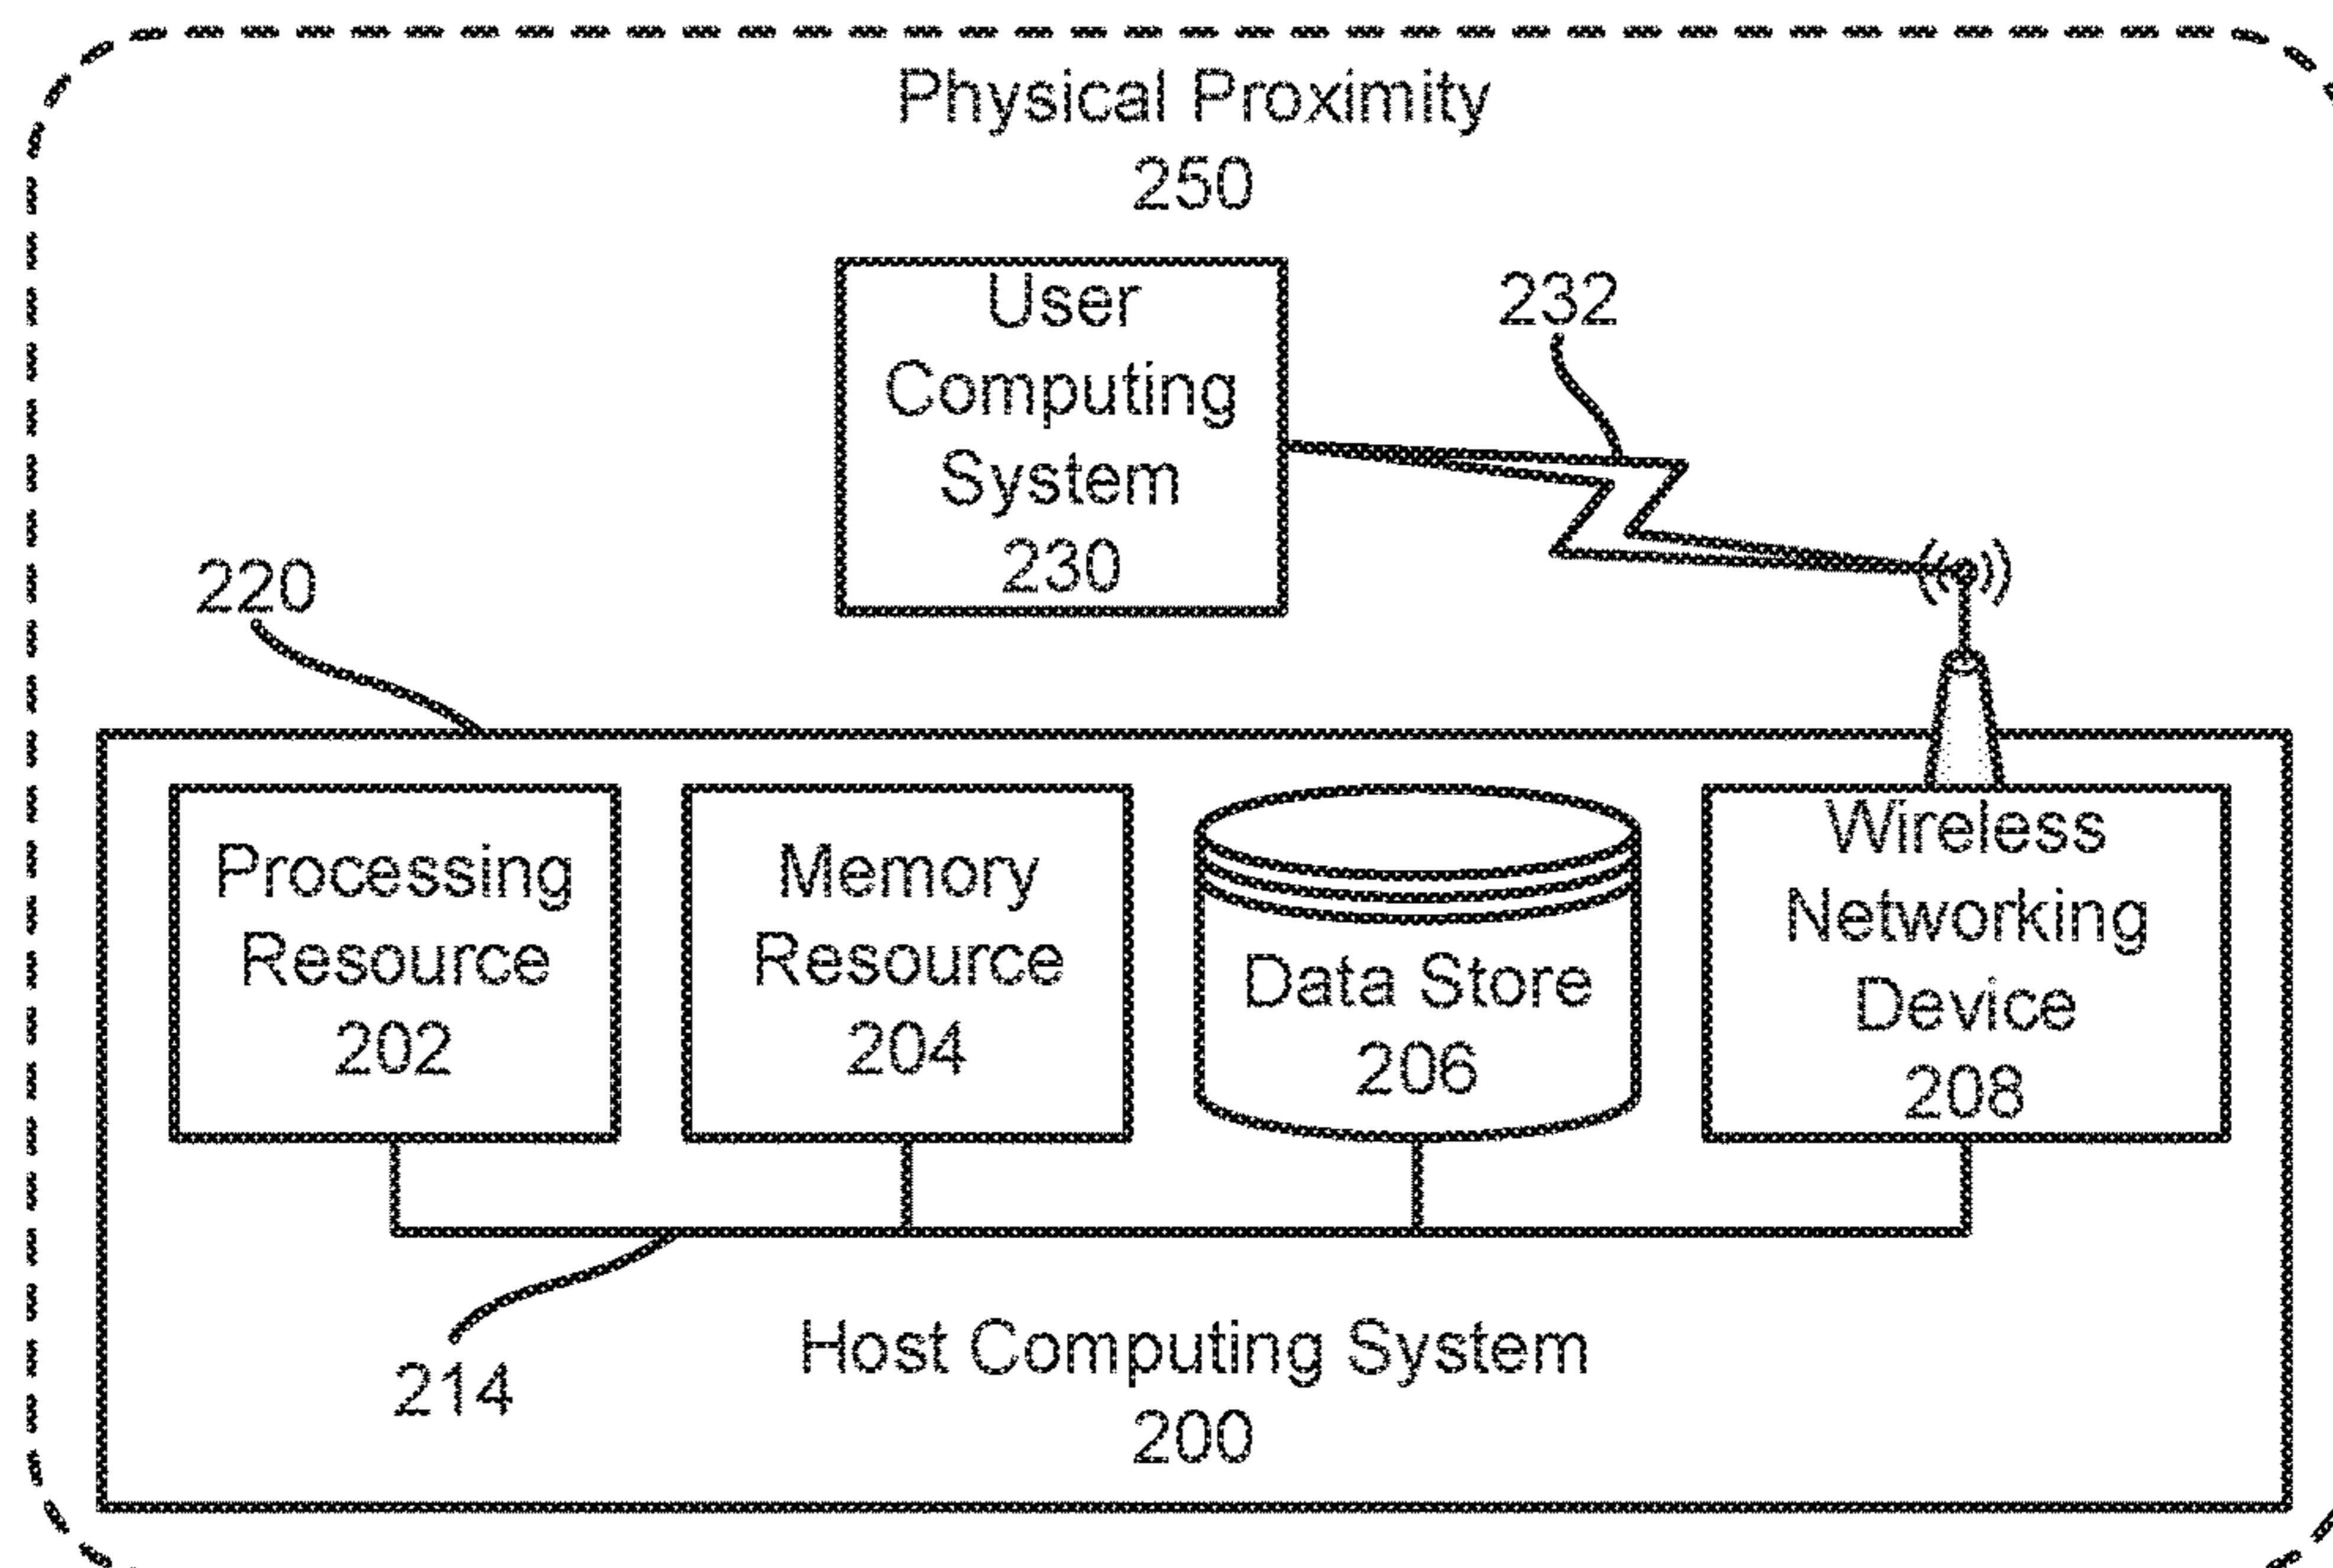 Physical Proximity
250
User
Computing
System
230
232
220
Processing
Resource
202
Memory
Resource
204
Data Store
206
Wireless
Networking
Device
208
214
Host Computing System
200